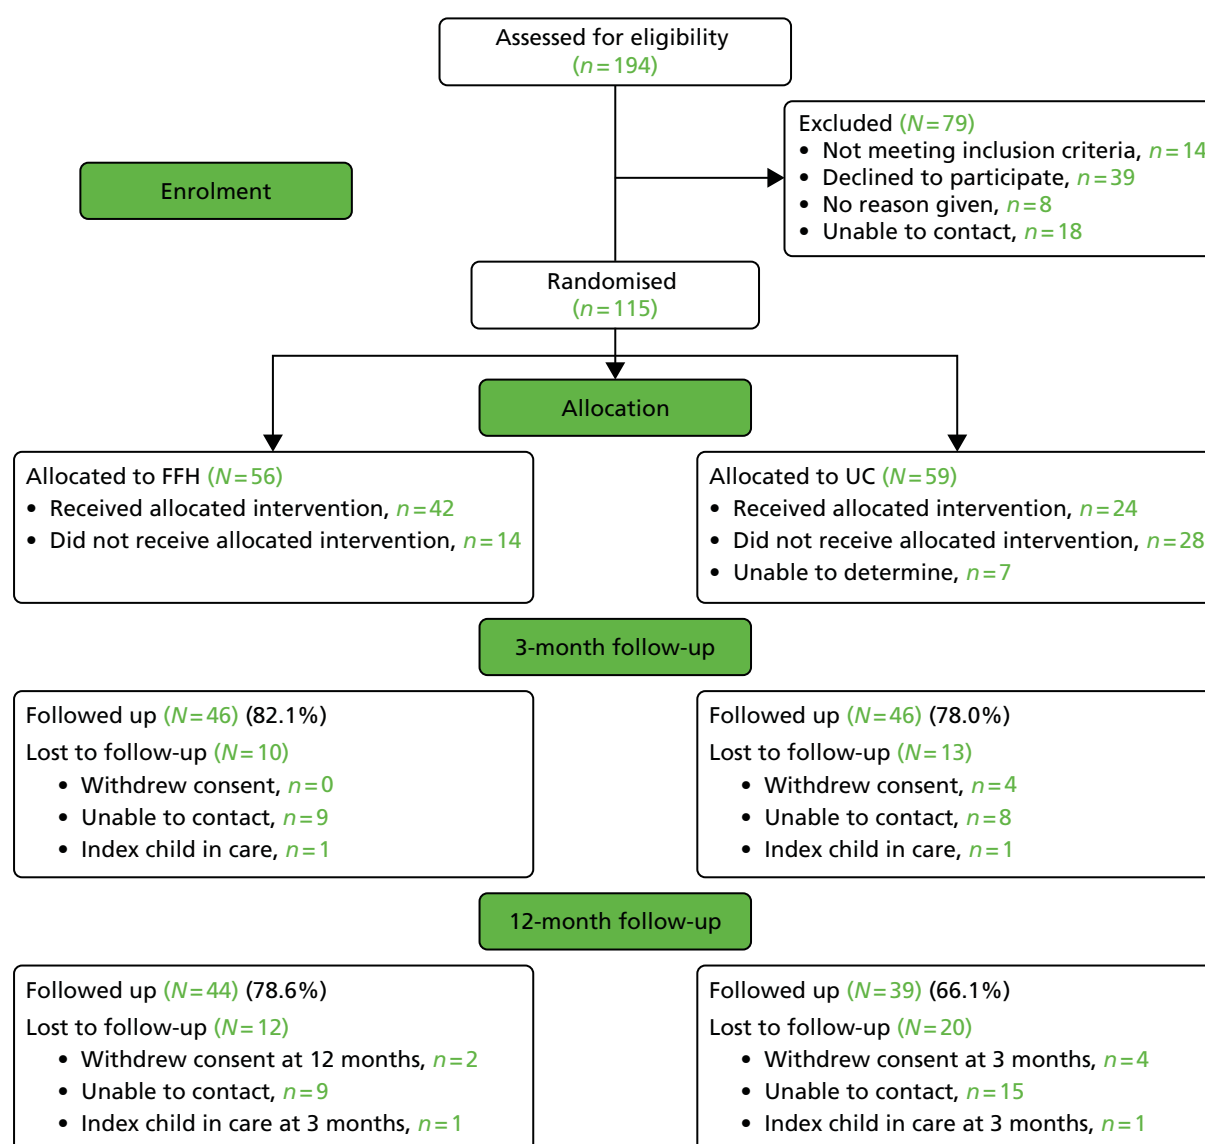 Assessed for eligibility
(n=194)
Excluded (N=79)
• Not meeting inclusion criteria, n=14
• Declined to participate, n=39
• No reason given, n=8
• Unable to contact, n=18
Enrolment
Randomised
(n=115)
Allocation
Allocated to FFH (N=56)
• Received allocated intervention, n=42
• Did not receive allocated intervention, n=14
Allocated to UC (N=59)
• Received allocated intervention, n=24
• Did not receive allocated intervention, n=28
• Unable to determine, n=7
3-month follow-up
Followed up (N=46) (82.1%)
Lost to follow-up (N=10)
• Withdrew consent, n=0
• Unable to contact, n=9
• Index child in care, n=1
Followed up (N=46) (78.0%)
Lost to follow-up (N=13)
• Withdrew consent, n=4
• Unable to contact, n=8
• Index child in care, n=1
12-month follow-up
Followed up (N=44) (78.6%)
Lost to follow-up (N=12)
• Withdrew consent at 12 months, n=2
• Unable to contact, n=9
• Index child in care at 3 months, n=1
Followed up (N=39) (66.1%)
Lost to follow-up (N=20)
• Withdrew consent at 3 months, n=4
• Unable to contact, n=15
• Index child in care at 3 months, n=1